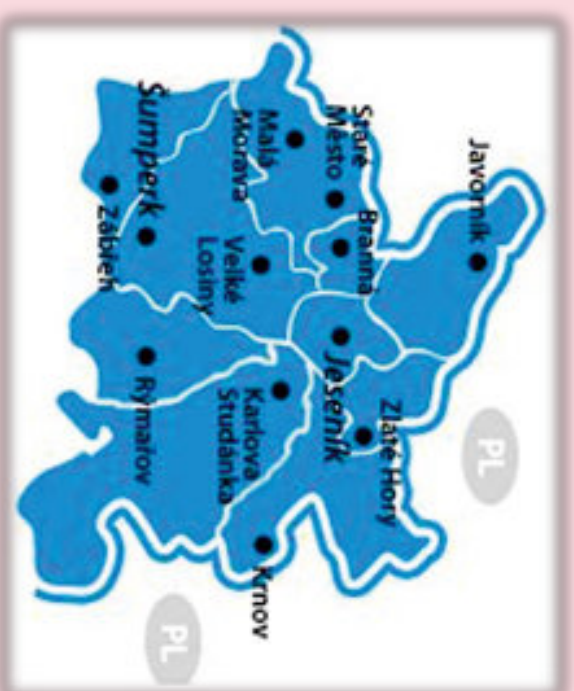 PL
Javorník
Zlaté Hory
Staré
Město
Branná
Jeseník
Malá
Morava
Velké
Losiny
Karlova
Studánka
Krnov
PL
Šumperk
Rýmařov
Zábřeh